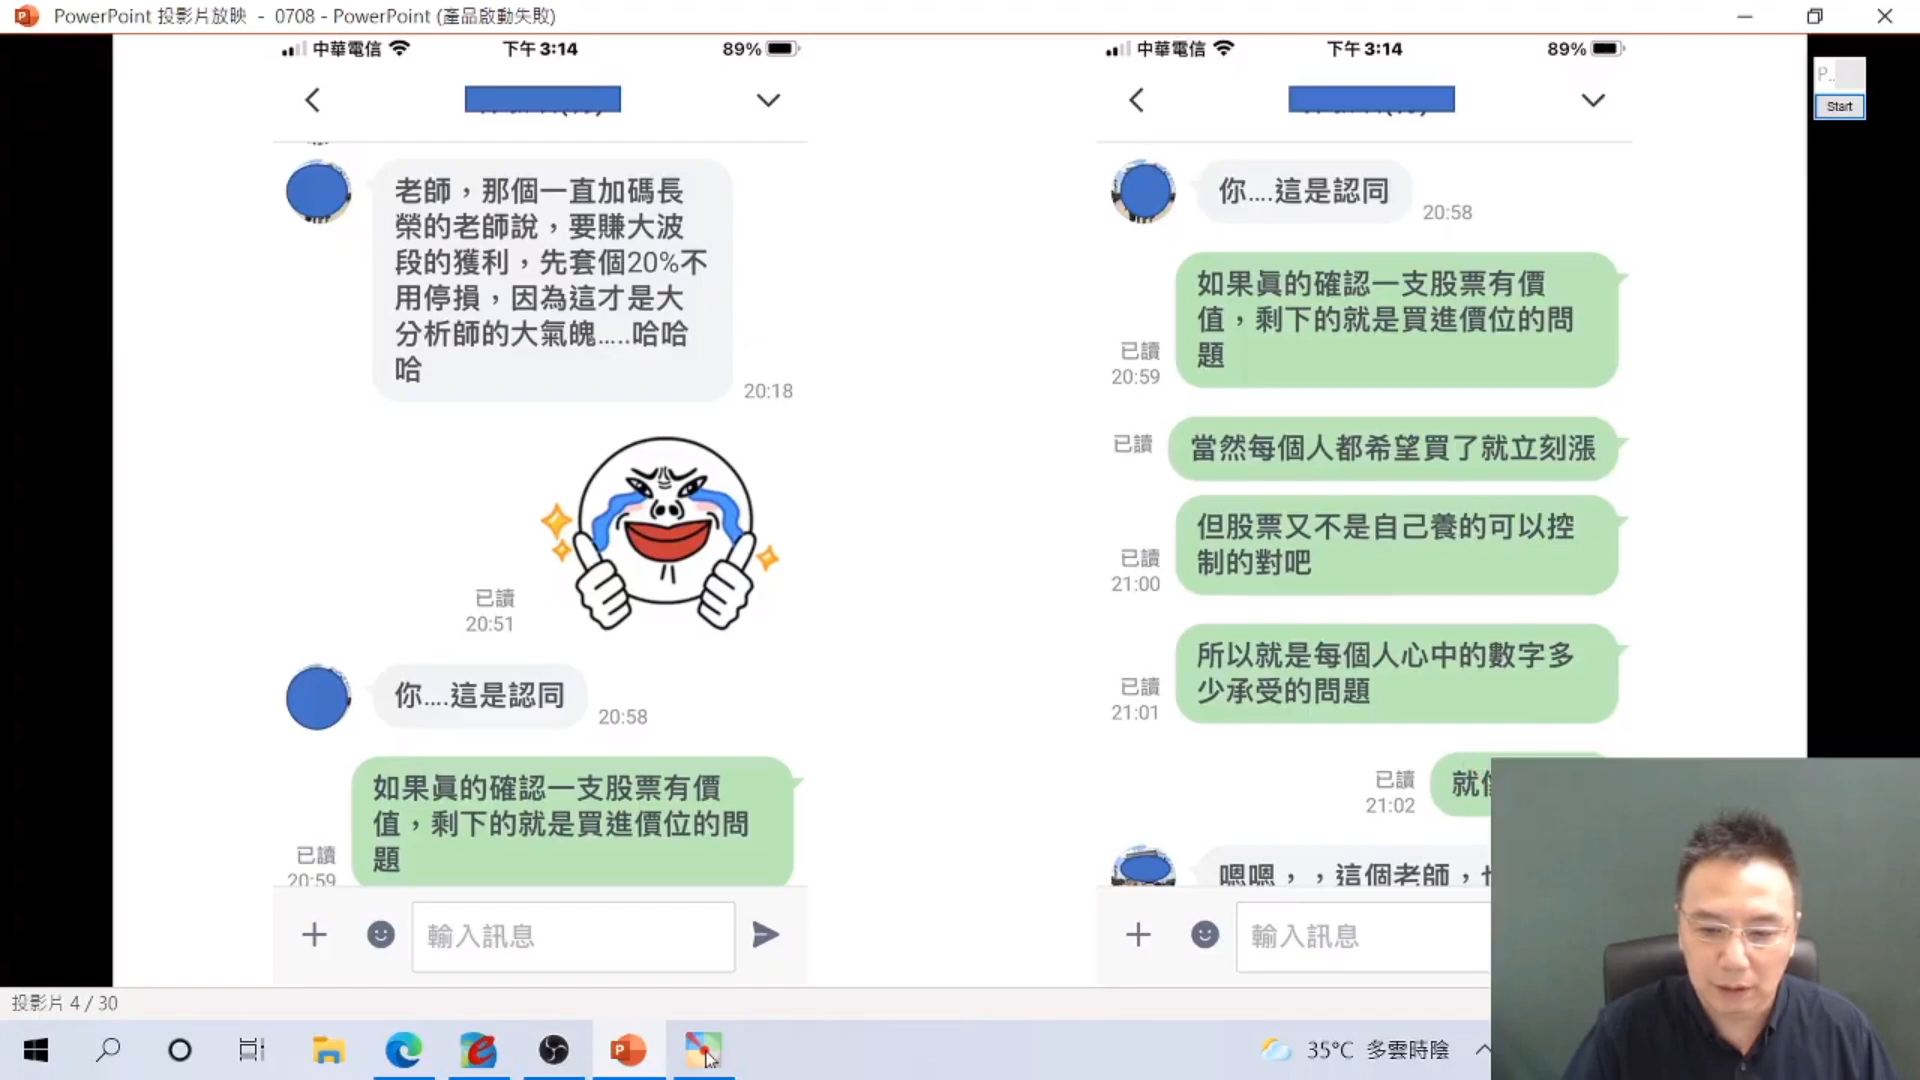 PowerPoint 投影片放映 - 0708 - PowerPoint (產品啟動失敗)
中華電信
下午 3:14
89%
老師，那個一直加碼長
榮的老師說，要賺大波
段的獲利，先套個20%不
用停損，因為這才是大
分析師的大氣魄.....哈哈
哈
20:18
已讀
20:51
你....這是認同
20:58
如果真的確認一支股票有價
值，剩下的就是買進價位的問
題
已讀
20:59
輸入訊息
中華電信
下午 3:14
89%
你....這是認同
20:58
如果真的確認一支股票有價
值，剩下的就是買進價位的問
題
已讀
20:59
當然每個人都希望買了就立刻漲
已讀
但股票又不是自己養的可以控
制的對吧
已讀
21:00
所以就是每個人心中的數字多
少承受的問題
已讀
21:01
就
已讀
21:02
嗯嗯，，這個老師，
輸入訊息
P..
Start
投影片 4 / 30
35°C 多雲時陰